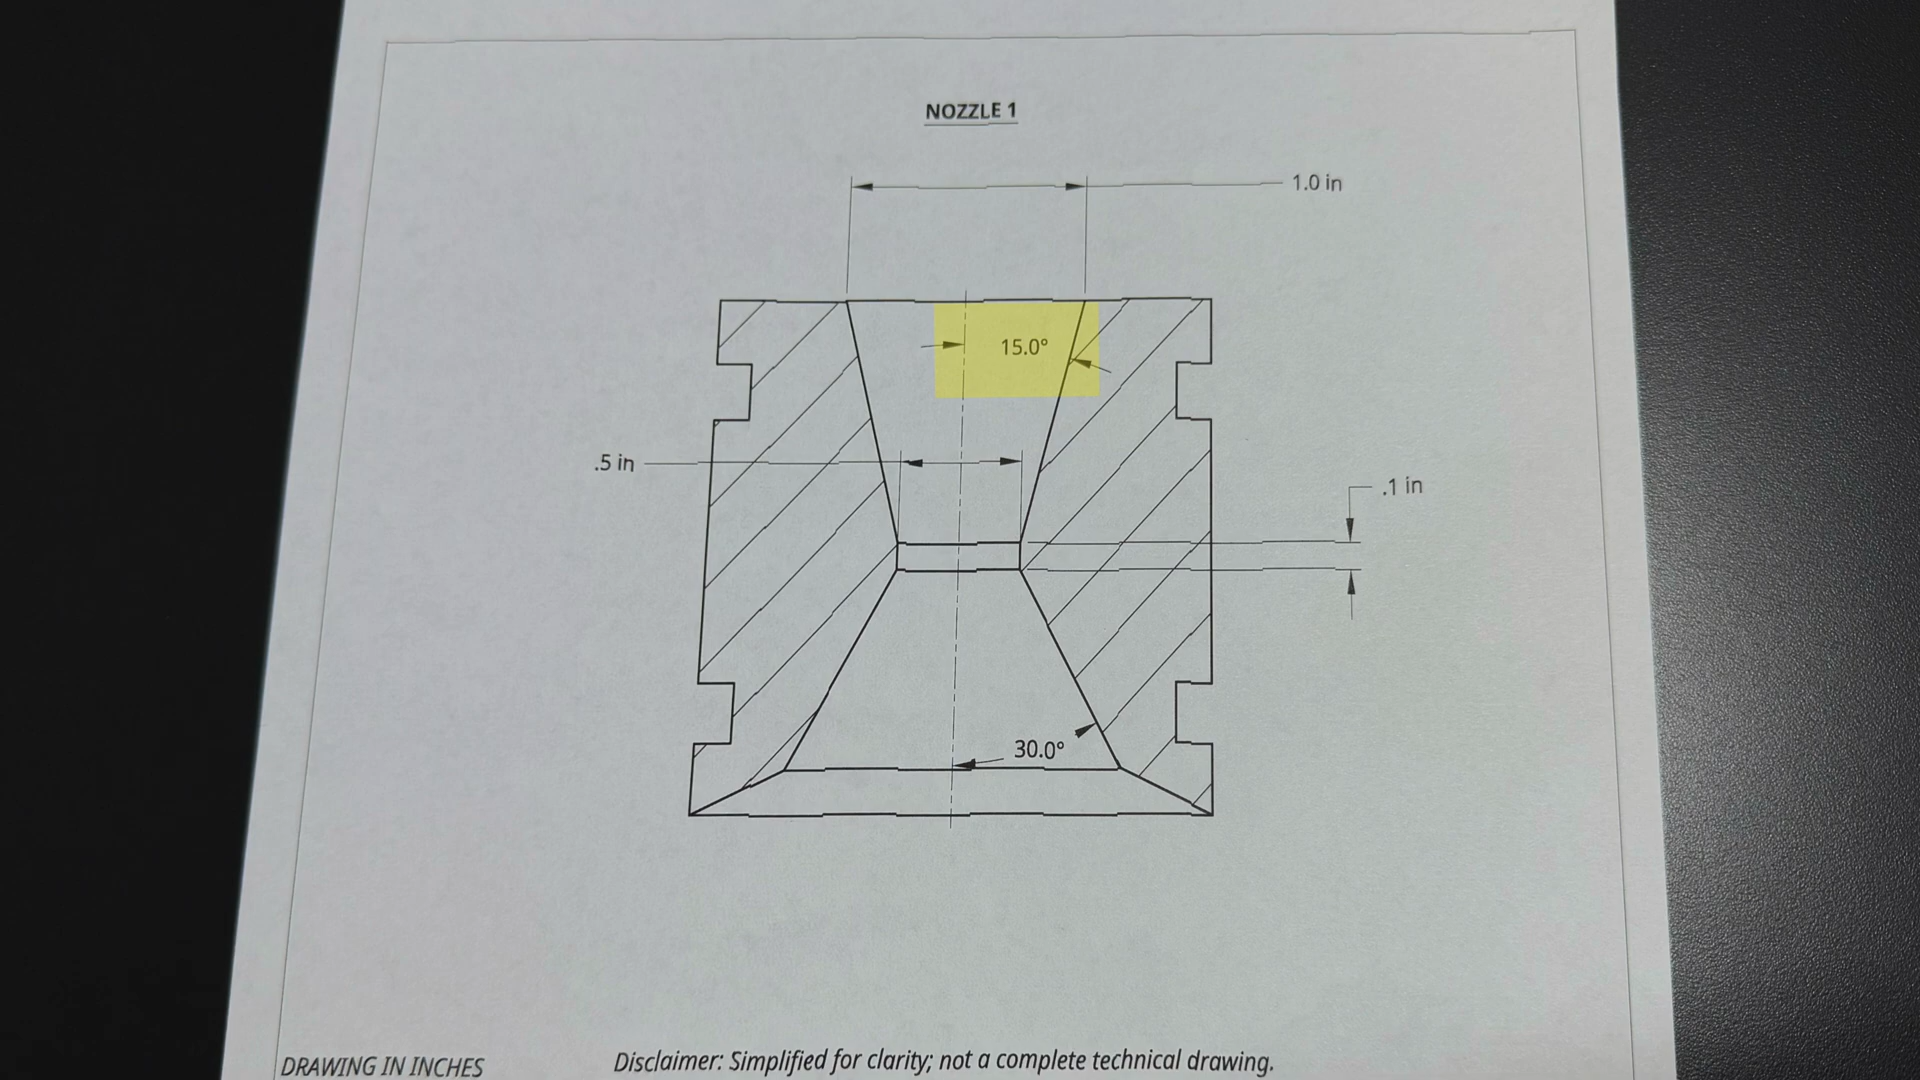 NOZZLE 1
1.0 in
15.0°
.5 in
.1 in
30.0°
DRAWING IN INCHES
Disclaimer: Simplified for clarity; not a complete technical drawing.